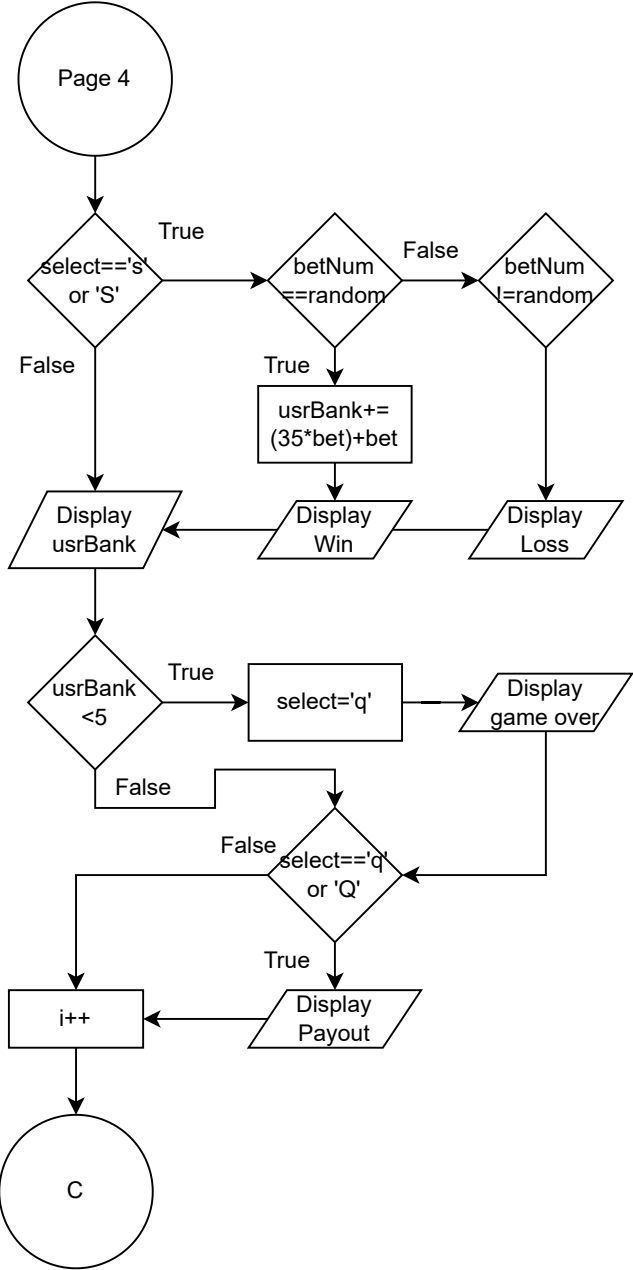 Page 4
True
select=='s'
or 'S'
False
betNum
==random
False
betNum
!=random
True
usrBank+=
(35*bet)+bet
Display
Win
Display
Loss
False
Display
usrBank
usrBank
<5
True
select='q'
Display
game over
False
False
select=='q'
or 'Q'
True
Display
Payout
i++
C